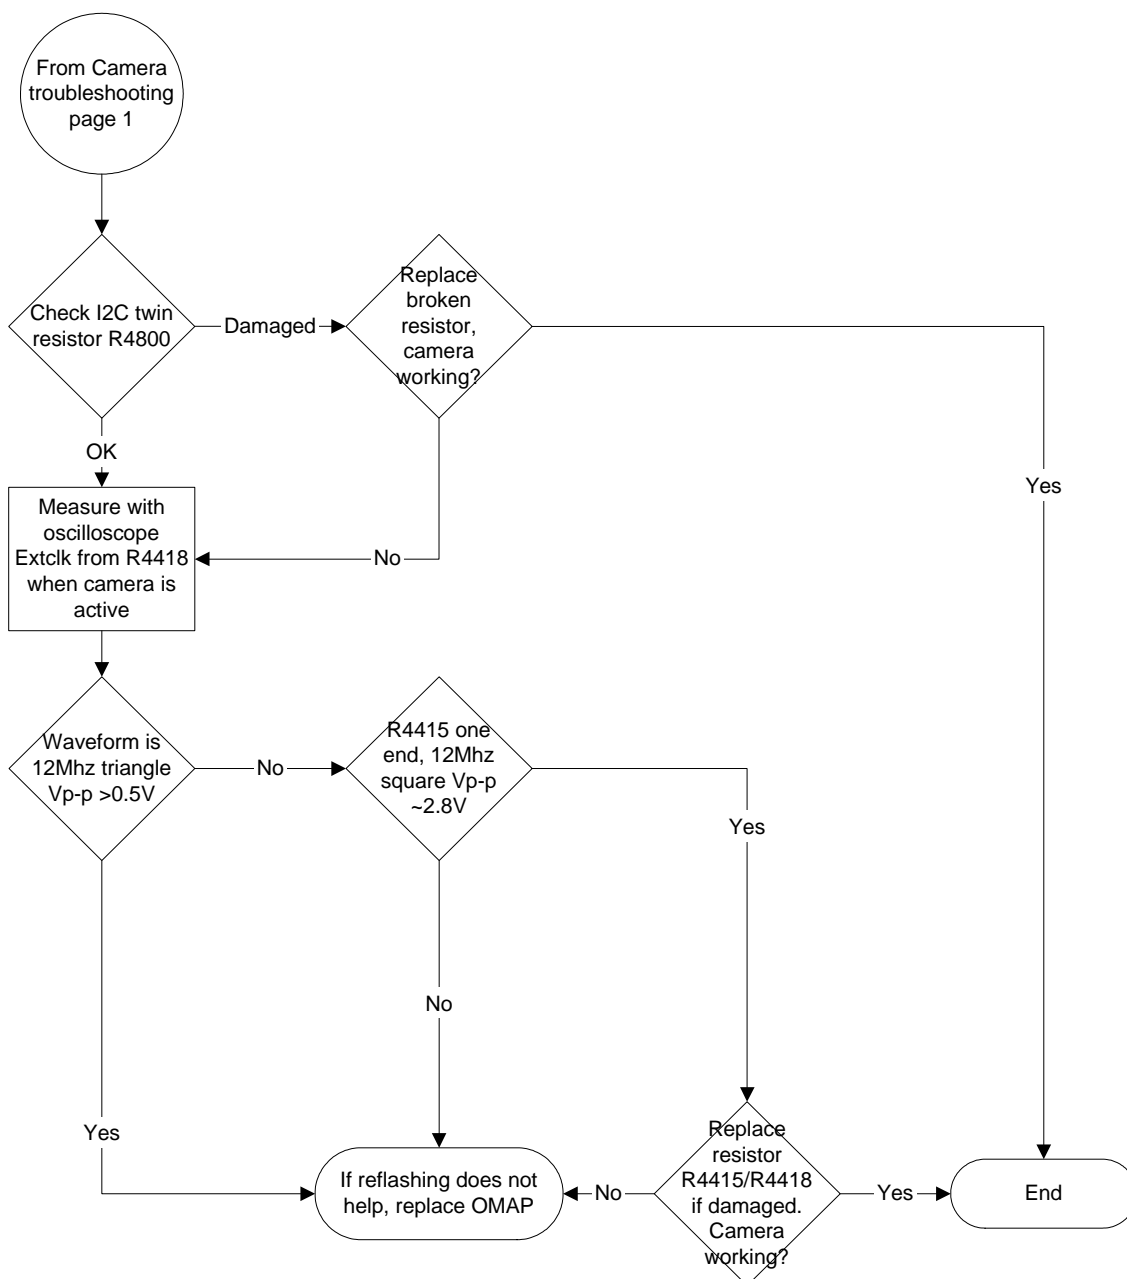 From Camera
troubleshooting
page 1
Check I2C twin
resistor R4800
Damaged
Replace
broken
resistor,
camera
working?
OK
Yes
Measure with
oscilloscope
Extclk from R4418
when camera is
active
No
Waveform is
12Mhz triangle
Vp-p >0.5V
No
R4415 one
end, 12Mhz
square Vp-p
~2.8V
Yes
No
Yes
If reflashing does not
help, replace OMAP
No
Replace
resistor
R4415/R4418
if damaged.
Camera
working?
Yes
End